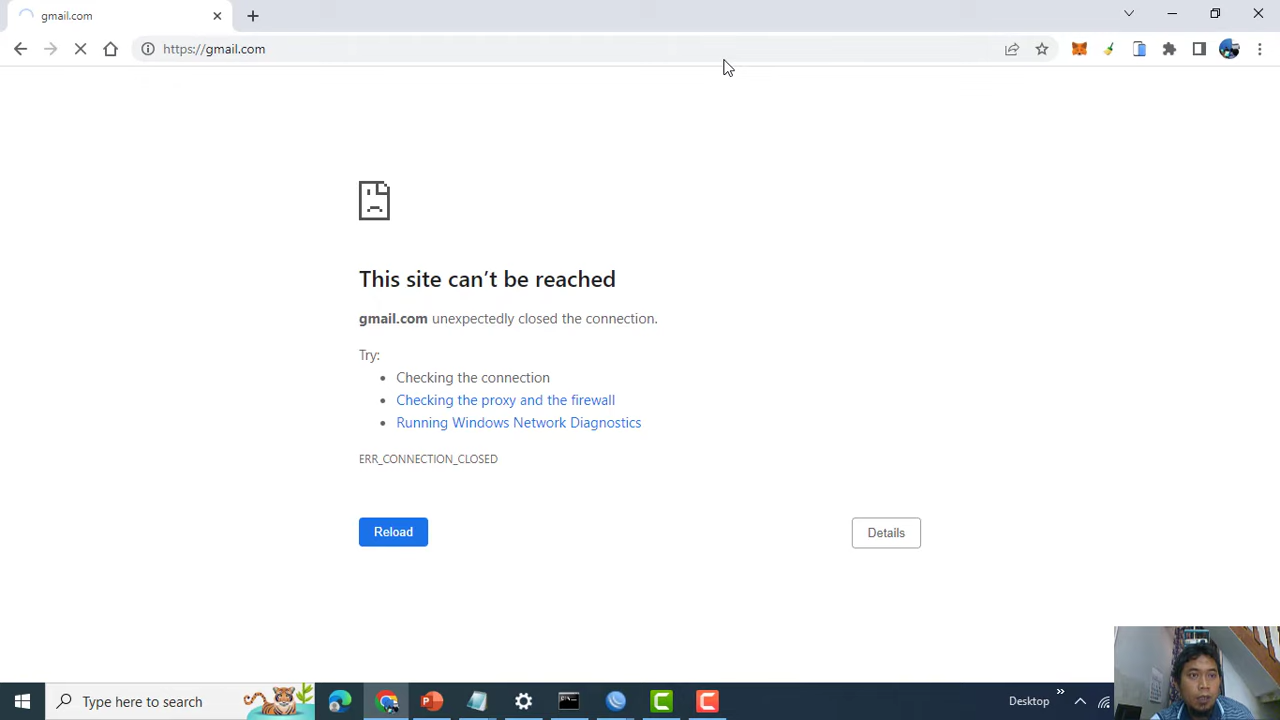 gmail.com
https://gmail.com
This site can’t be reached
gmail.com unexpectedly closed the connection.
Try:
Checking the connection
Checking the proxy and the firewall
Running Windows Network Diagnostics
ERR_CONNECTION_CLOSED
Reload
Details
Type here to search
Desktop